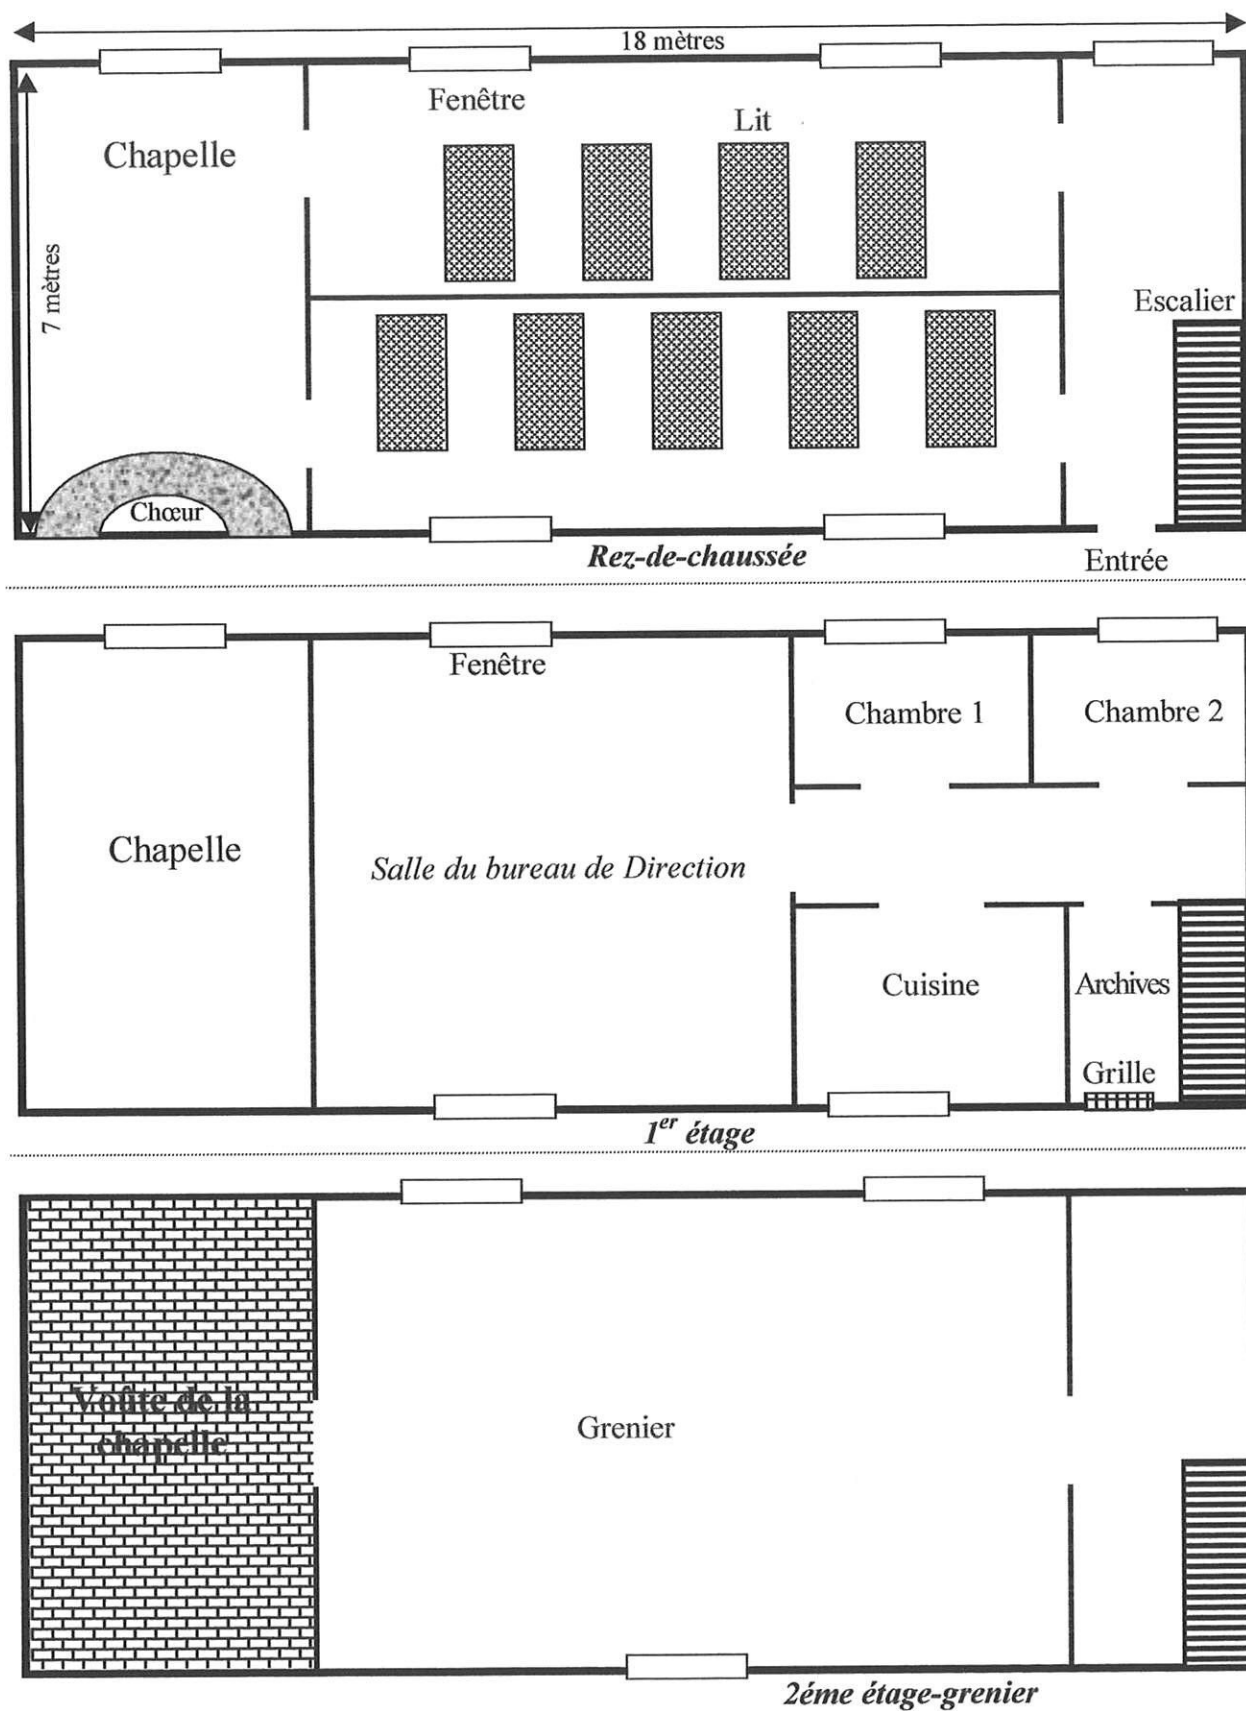 18 mètres
Fenêtre
Lit
Chapelle
7 mètres
Escalier
Chœur
Rez-de-chaussée
Entrée
Fenêtre
Chambre 1
Chambre 2
Chapelle
Salle du bureau de Direction
Cuisine
Archives
Grille
1er étage
Voûte de la
chapelle
Grenier
2éme étage-grenier